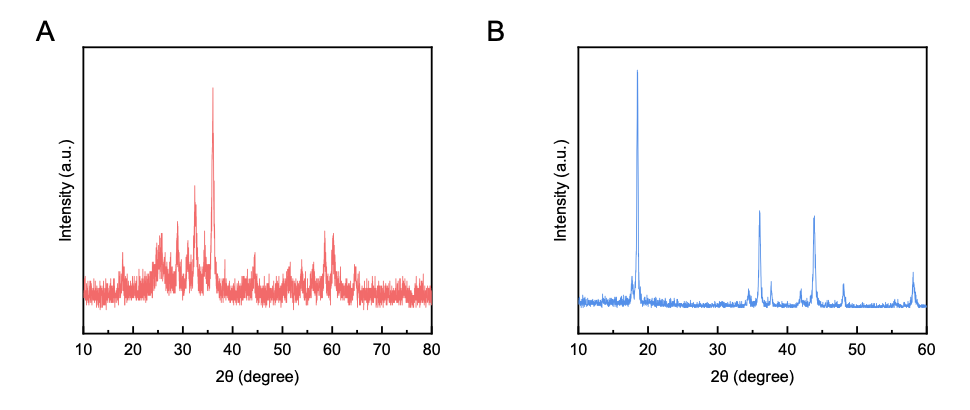 A
B
Intensity (a.u.)
10 20 30 40 50 60 70 80
2θ (degree)
Intensity (a.u.)
10 20 30 40 50 60
2θ (degree)